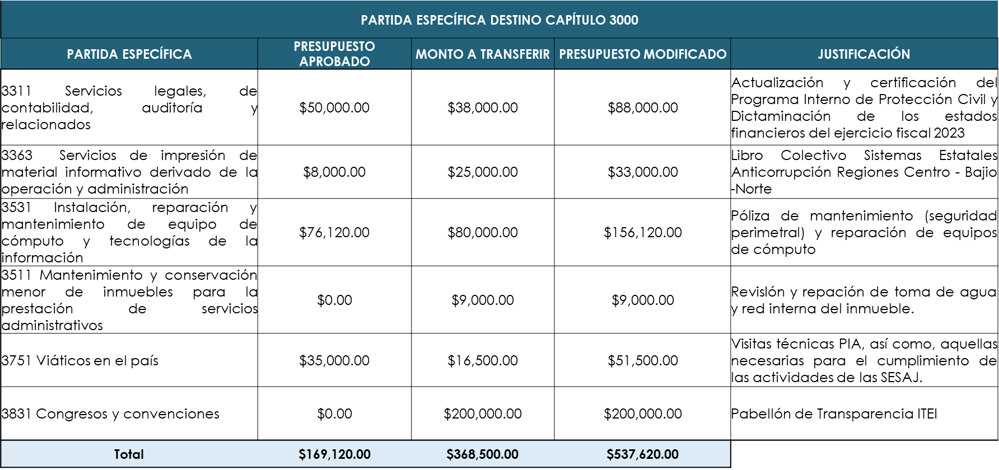 PARTIDA ESPECÍFICA DESTINO CAPÍTULO 3000
PARTIDA ESPECÍFICA
PRESUPUESTO
APROBADO
MONTO A TRANSFERIR
PRESUPUESTO MODIFICADO
JUSTIFICACIÓN
3311 Servicios legales, de
contabilidad, auditoría y
relacionados
$50,000.00
$38,000.00
$88,000.00
Actualización y certificación del
Programa Interno de Protección Civil y
Dictaminación de los estados
financieros del ejercicio fiscal 2023
3363 Servicios de impresión de
material informativo derivado de la
operación y administración
$8,000.00
$25,000.00
$33,000.00
Libro Colectivo Sistemas Estatales
Anticorrupción Regiones Centro - Bajio
-Norte
3531 Instalación, reparación y
mantenimiento de equipo de
cómputo y tecnologías de la
información
$76,120.00
$80,000.00
$156,120.00
Póliza de mantenimiento (seguridad
perimetral) y reparación de equipos
de cómputo
3511 Mantenimiento y conservación
menor de inmuebles para la
prestación de servicios
administrativos
$0.00
$9,000.00
$9,000.00
Revislón y repación de toma de agua
y red interna del inmueble.
3751 Viáticos en el país
$35,000.00
$16,500.00
$51,500.00
Visitas técnicas PIA, así como, aquellas
necesarias para el cumplimiento de
las actividades de las SESAJ.
3831 Congresos y convenciones
$0.00
$200,000.00
$200,000.00
Pabellón de Transparencia ITEI
Total
$169,120.00
$368,500.00
$537,620.00